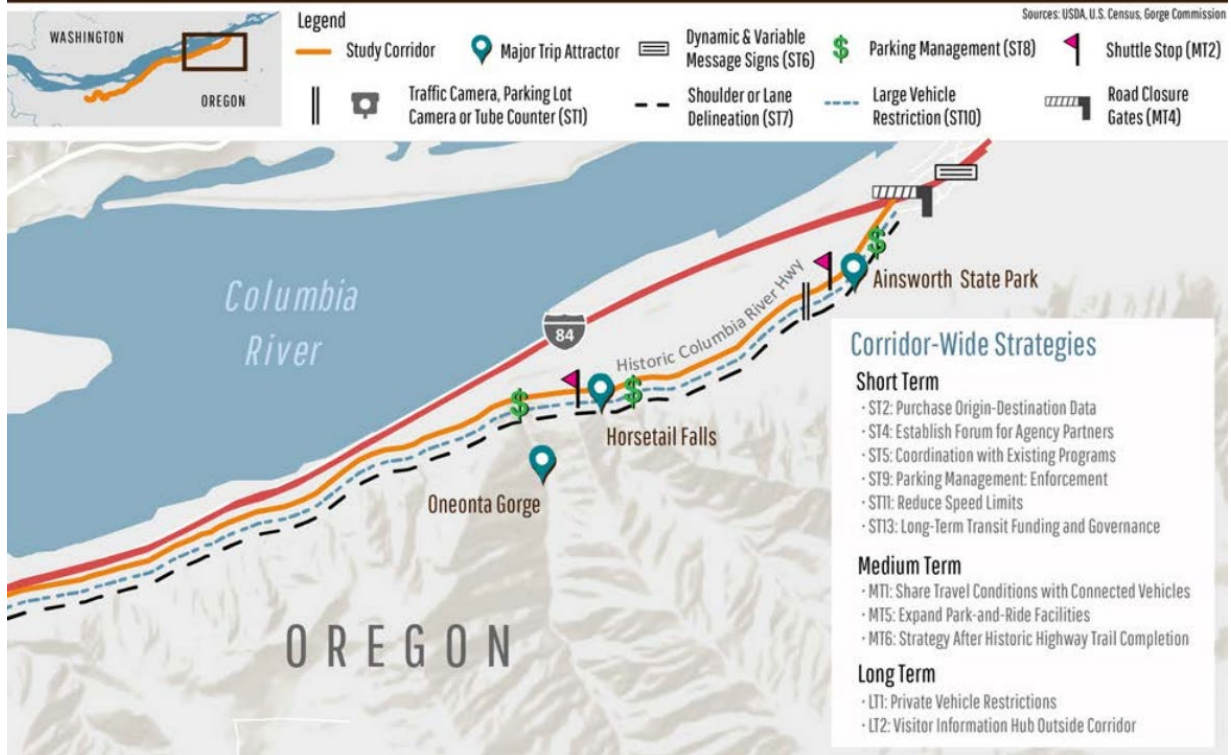 Sources: USDA, U.S. Census, Gorge Commission
WASHINGTON
OREGON
Legend
Study Corridor
Major Trip Attractor
Dynamic & Variable
Message Signs (ST6)
$
Parking Management (ST8)
Shuttle Stop (MT2)
Traffic Camera, Parking Lot
Camera or Tube Counter (ST1)
Shoulder or Lane
Delineation (ST7)
Large Vehicle
Restriction (ST10)
Road Closure
Gates (MT4)
Columbia
River
84
Historic Columbia River Hwy
$
Ainsworth State Park
$
$
Horsetail Falls
Oneonta Gorge
OREGON
Corridor-Wide Strategies
Short Term
· ST2: Purchase Origin-Destination Data
· ST4: Establish Forum for Agency Partners
· ST5: Coordination with Existing Programs
· ST9: Parking Management: Enforcement
· ST11: Reduce Speed Limits
· ST13: Long-Term Transit Funding and Governance
Medium Term
· MT1: Share Travel Conditions with Connected Vehicles
· MT5: Expand Park-and-Ride Facilities
· MT6: Strategy After Historic Highway Trail Completion
Long Term
· LT1: Private Vehicle Restrictions
· LT2: Visitor Information Hub Outside Corridor